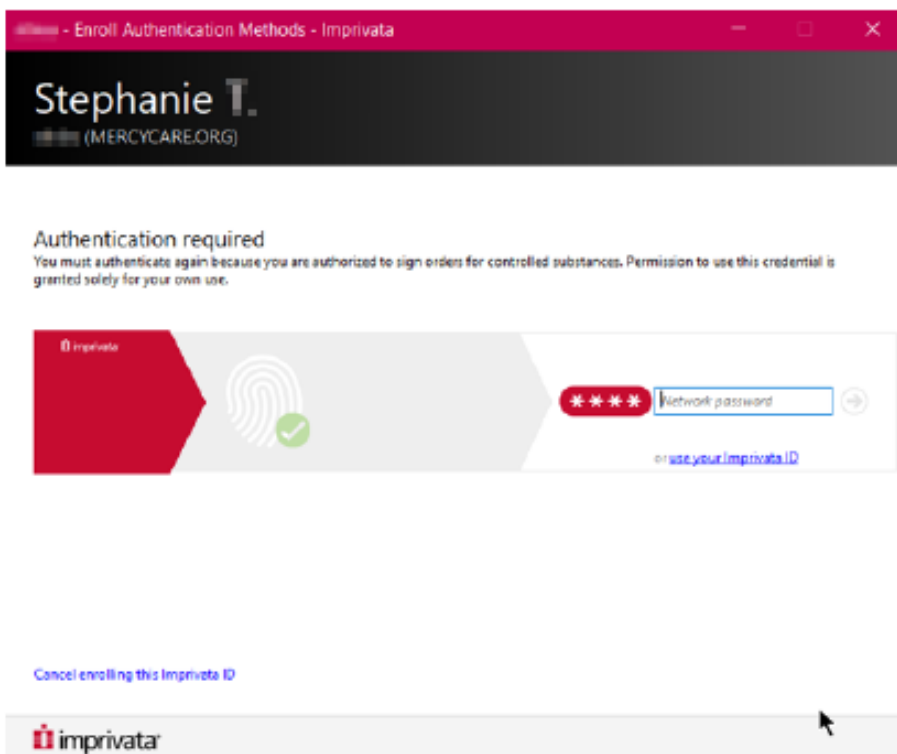 - Enroll Authentication Methods - Imprivata
Stephanie T.
(MERCYCARE.ORG)
Authentication required
You must authenticate again because you are authorized to sign orders for controlled substances. Permission to use this credential is
granted solely for your own use.
imprivata
**** Network password
or use your Imprivata ID
Cancel enrolling this Imprivata ID
imprivata